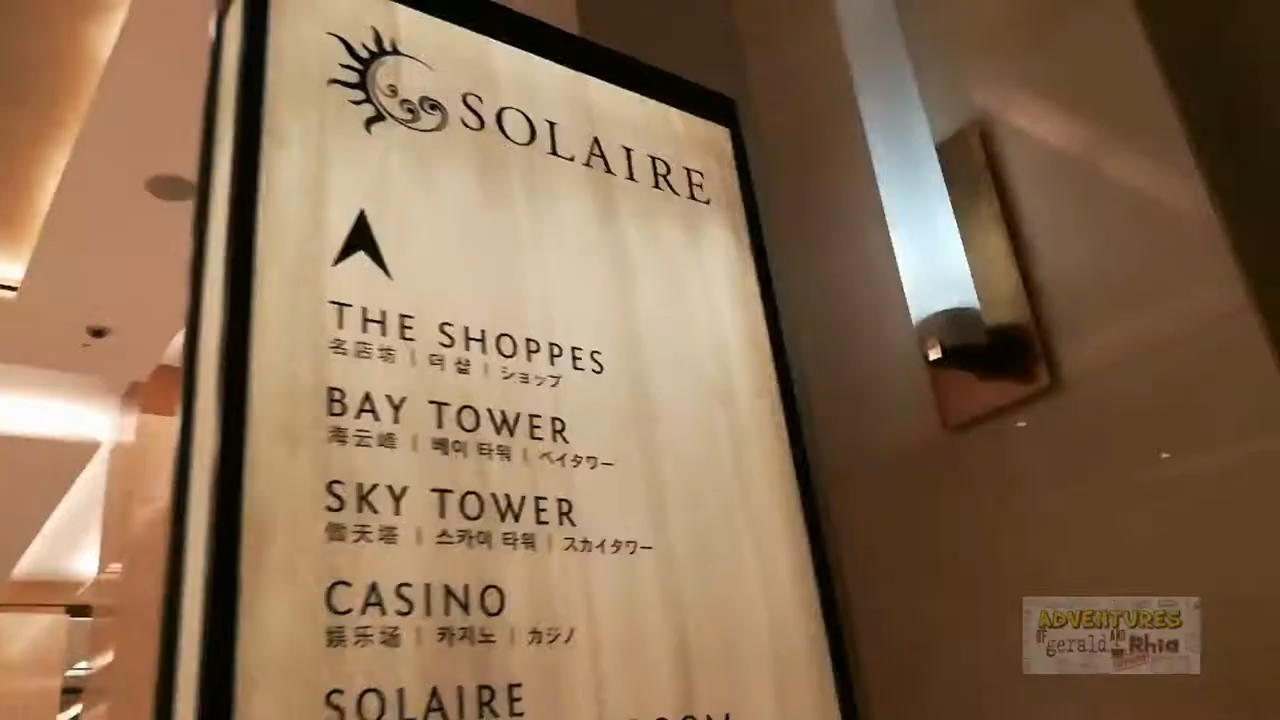 SOLAIRE
THE SHOPPES
名店坊 | 더 샵 | ショップ
BAY TOWER
海云峰 | 베이 타워 | ベイタワー
SKY TOWER
傲天塔 | 스카이 타워 | スカイタワー
CASINO
娱乐场 | 카지노 | カジノ
SOLAIRE
ADVENTURES
OF gerald AND Rhia